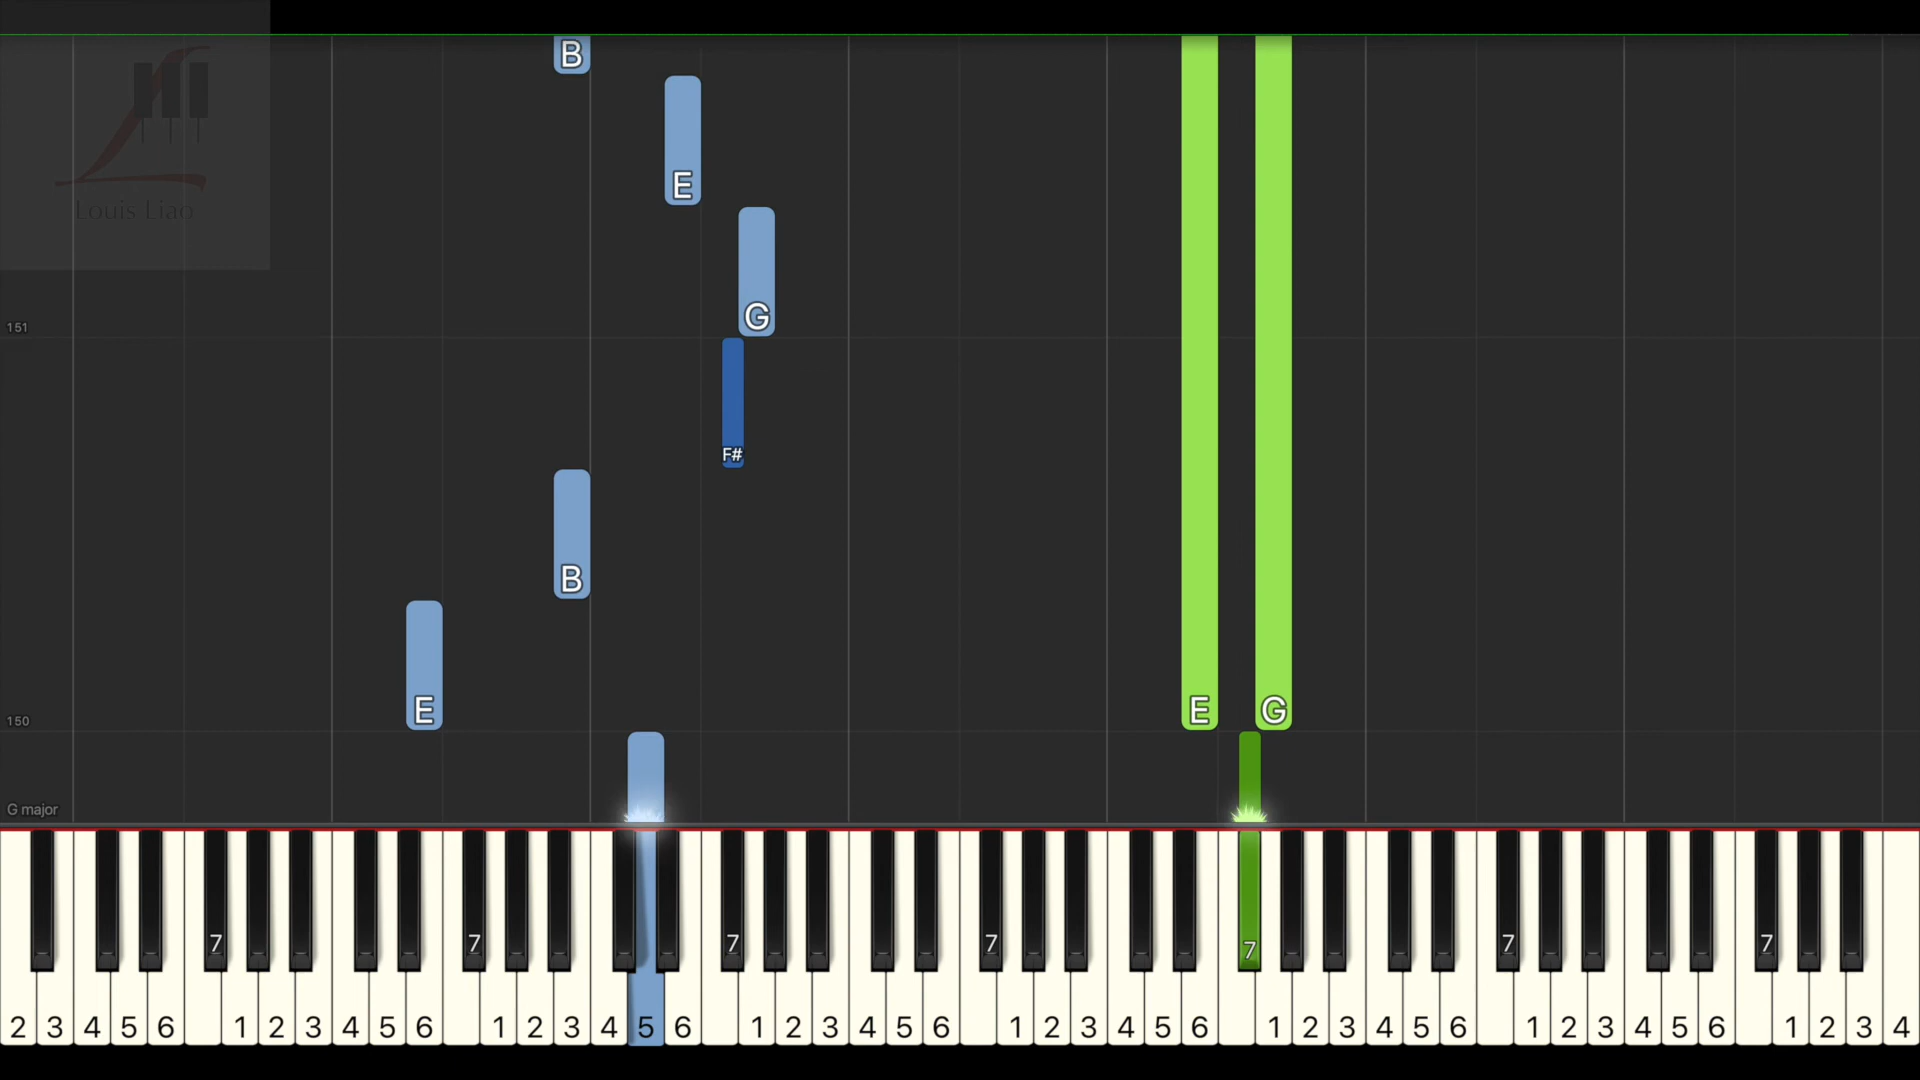 B
Louis Liao
E
G
151
F#
B
E
E G
150
G major
7 7 7 7 7 7 7
2 3 4 5 6 1 2 3 4 5 6 1 2 3 4 5 6 1 2 3 4 5 6 1 2 3 4 5 6 1 2 3 4 5 6 1 2 3 4 5 6 1 2 3 4